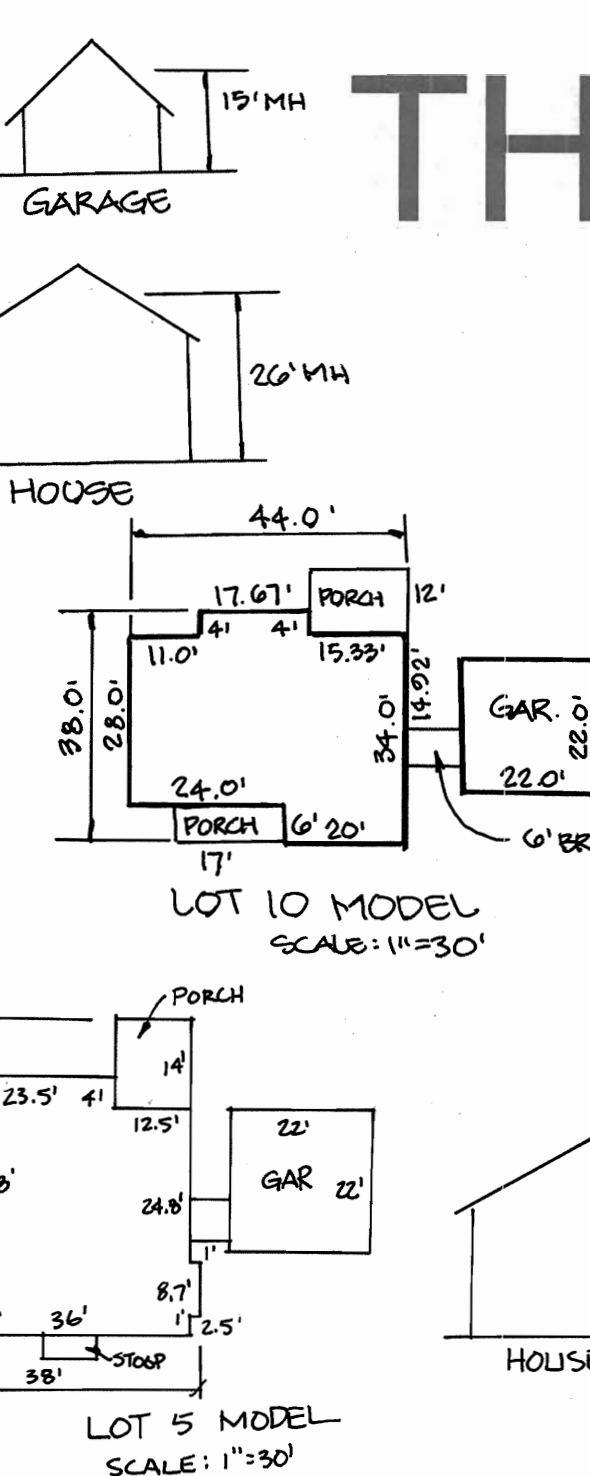 15' MH
TH
GARAGE
26' MH
HOUSE
44.0'
17.67'
PORCH
12'
4'
4'
11.0'
15.33'
14.92'
38.0'
28.0'
34.0'
GAR.
22.0'
22.0'
24.0'
PORCH
6'
20'
6' BR
17'
LOT 10 MODEL
SCALE: 1"=30'
PORCH
14'
23.5'
4'
12.5'
22'
GAR
22'
24.8'
1'
8.7'
1'
2.5'
36'
STOOP
38'
HOUSE
LOT 5 MODEL
SCALE: 1"=30'